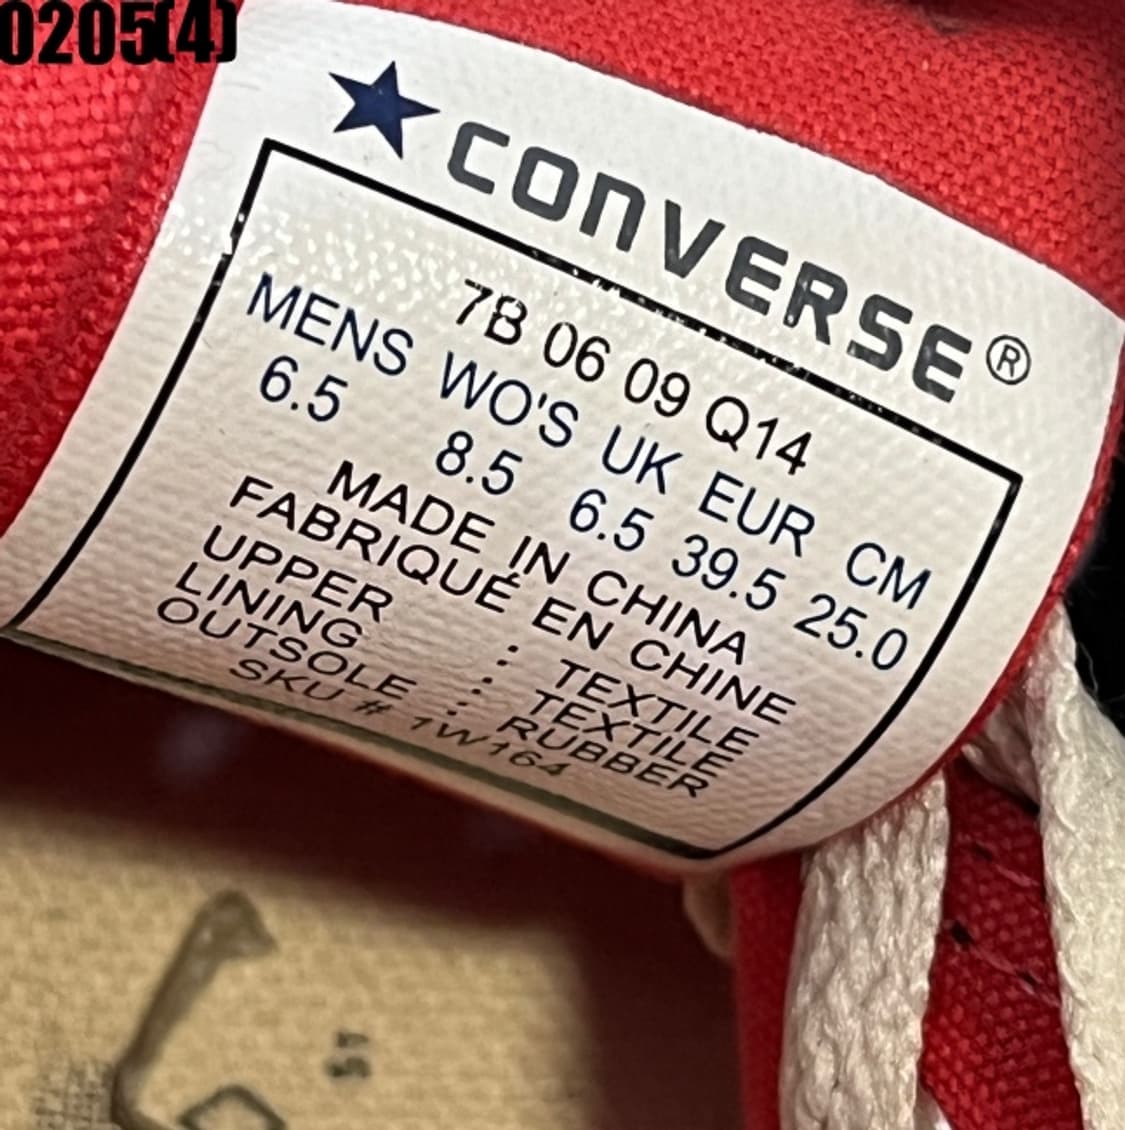 0205(4)
CONVERSE®
7B 06 09 Q14
MENS WO'S UK EUR CM
6.5 8.5 6.5 39.5 25.0
MADE IN CHINA
FABRIQUÉ EN CHINE
UPPER : TEXTILE
LINING : TEXTILE
OUTSOLE : RUBBER
SKU # 1W164